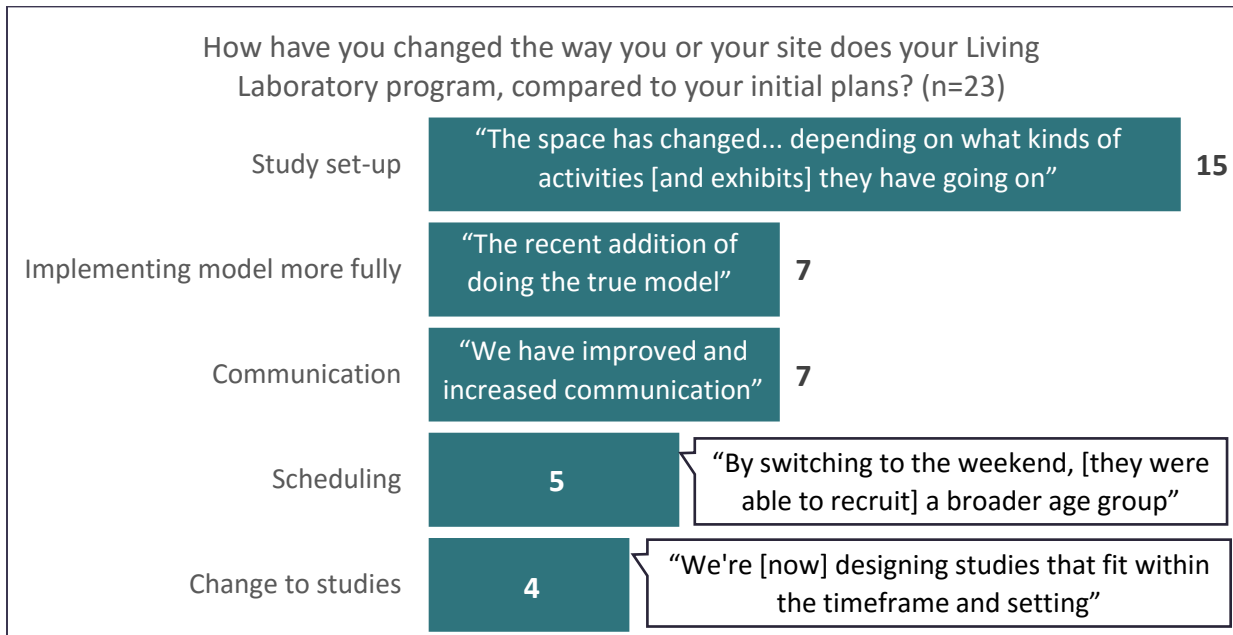 How have you changed the way you or your site does your Living
Laboratory program, compared to your initial plans? (n=23)
Study set-up
“The space has changed... depending on what kinds of
activities [and exhibits] they have going on”
15
Implementing model more fully
“The recent addition of
doing the true model”
7
Communication
“We have improved and
increased communication”
7
Scheduling
5
“By switching to the weekend, [they were
able to recruit] a broader age group”
Change to studies
4
“We're [now] designing studies that fit within
the timeframe and setting”